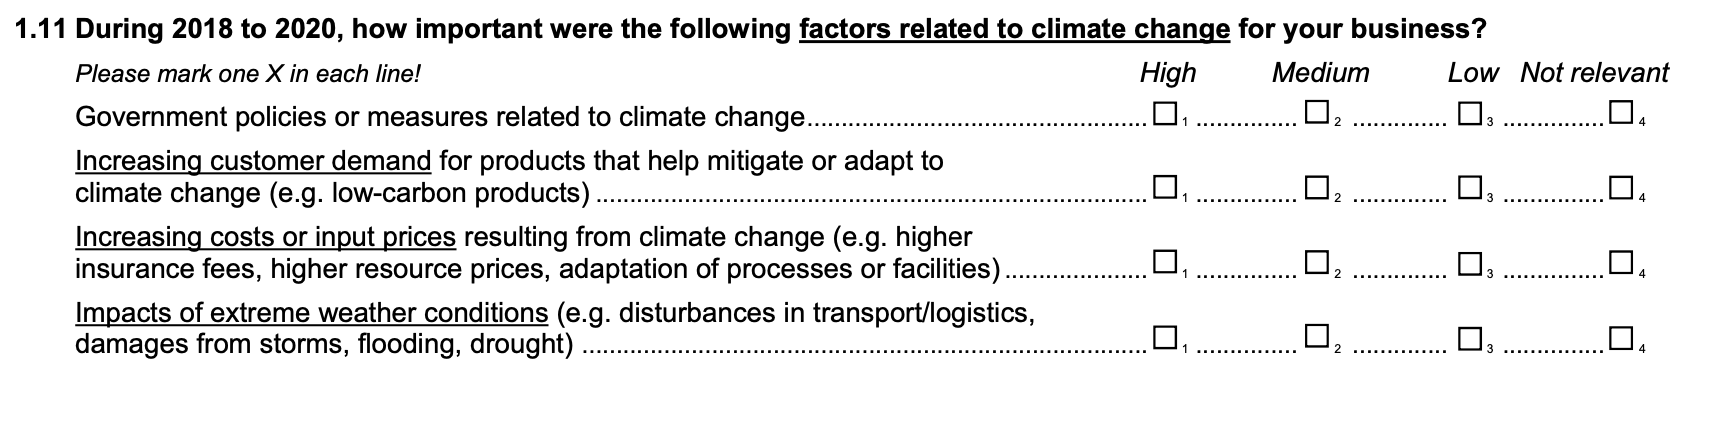 1.11 During 2018 to 2020, how important were the following factors related to climate change for your business?
Please mark one X in each line! High Medium Low Not relevant
Government policies or measures related to climate change.................................................. □1 .............. □2 .............. □3 ............... □4
Increasing customer demand for products that help mitigate or adapt to
climate change (e.g. low-carbon products) ................................................................................ □1 .............. □2 .............. □3 ............... □4
Increasing costs or input prices resulting from climate change (e.g. higher
insurance fees, higher resource prices, adaptation of processes or facilities)..................... □1 .............. □2 .............. □3 ............... □4
Impacts of extreme weather conditions (e.g. disturbances in transport/logistics,
damages from storms, flooding, drought) .................................................................................. □1 .............. □2 .............. □3 ............... □4